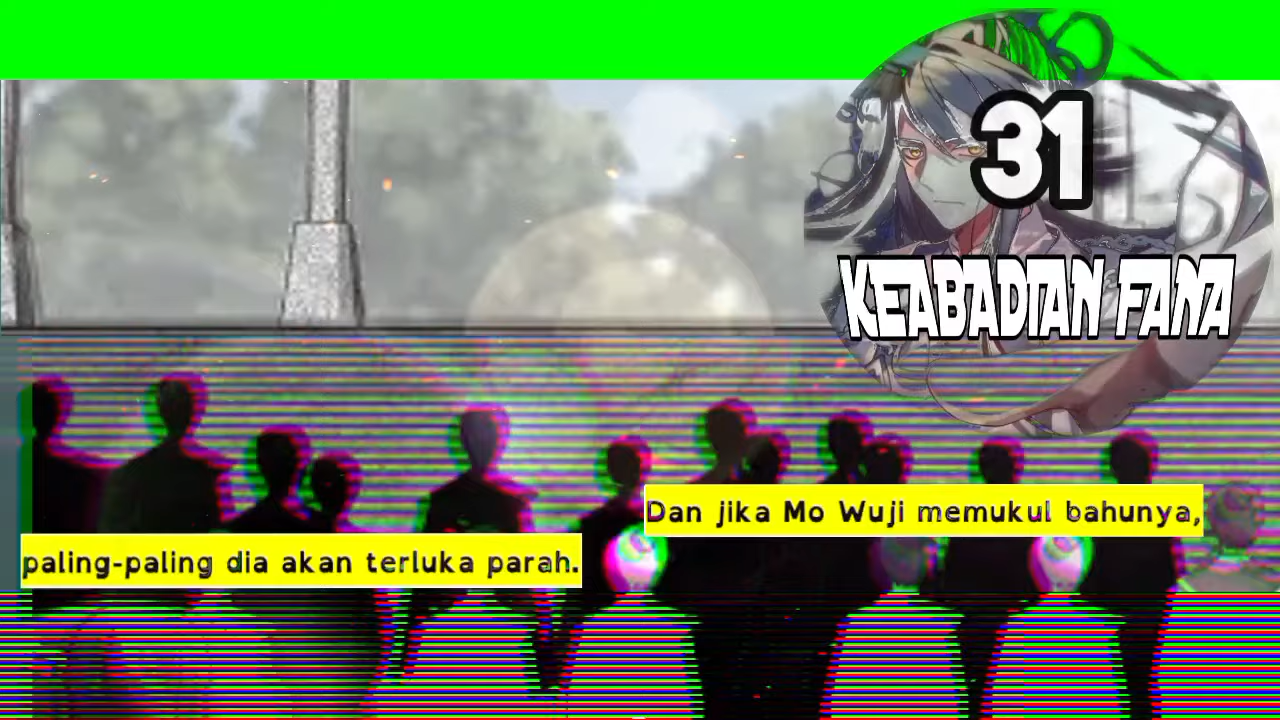 31
KEABADIAN FANA
Dan jika Mo Wuji memukul bahunya,
paling-paling dia akan terluka parah.